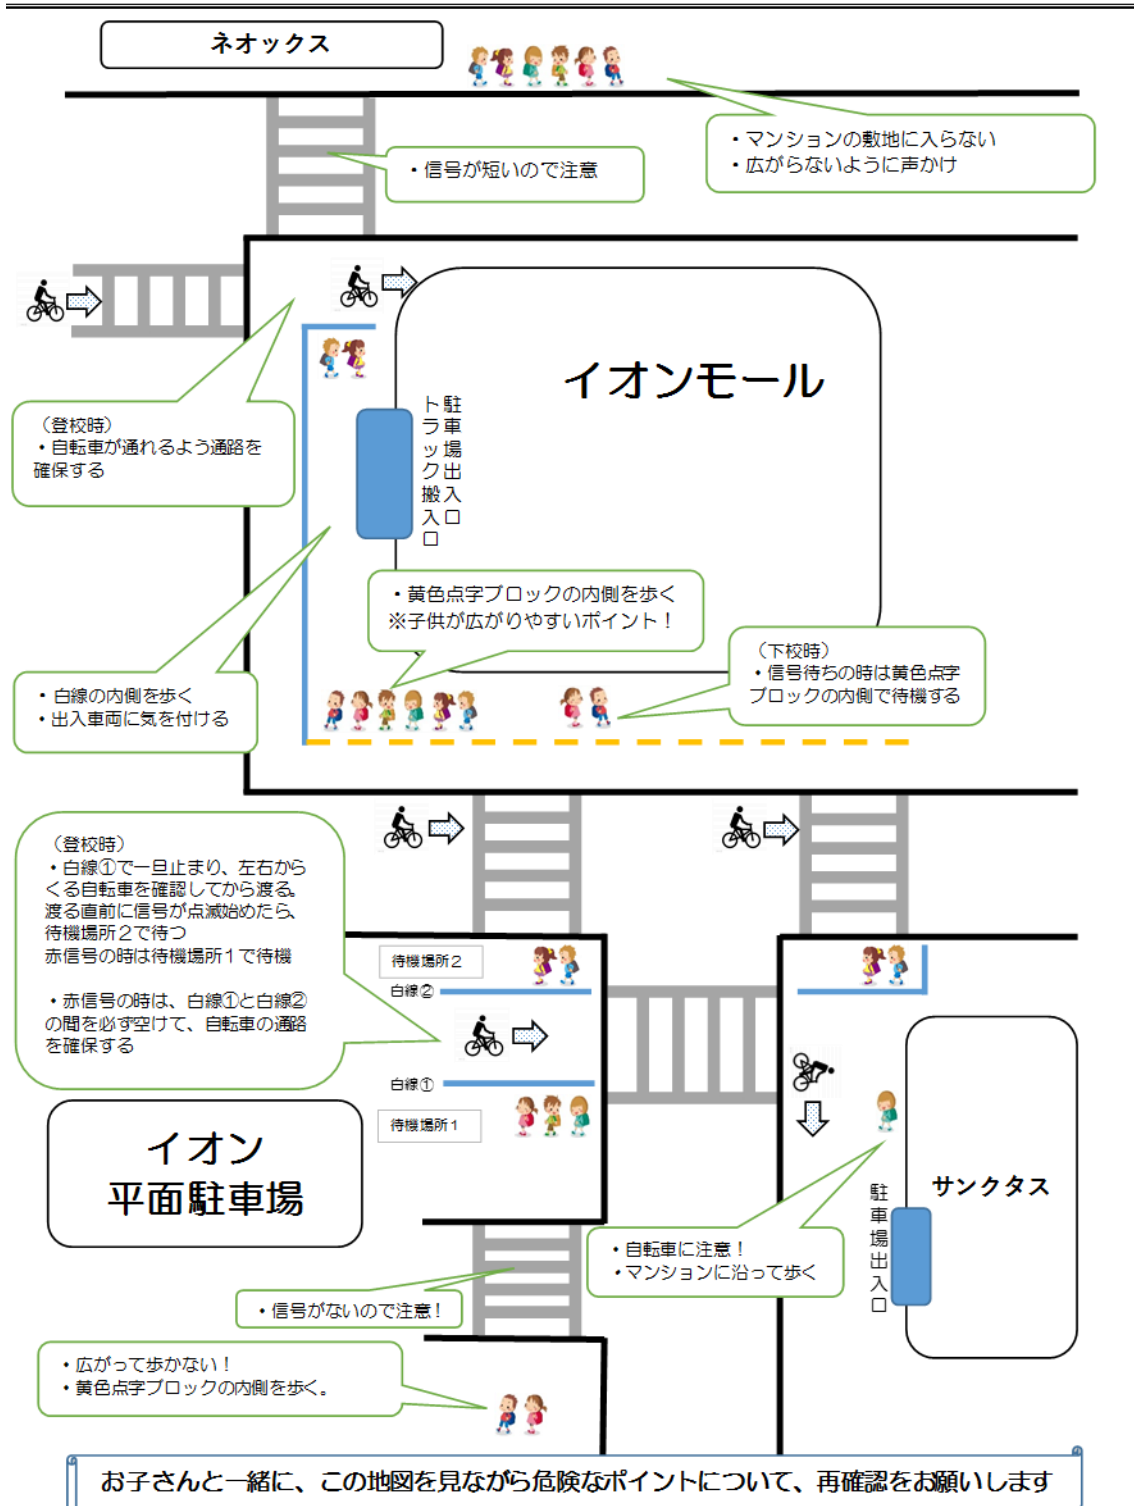 ネオックス
・マンションの敷地に入らない
・広がらないように声かけ
・信号が短いので注意
イオンモール
（登校時）
・自転車が通れるよう通路を
確保する
駐車場出入口
トラック搬入口
・黄色点字ブロックの内側を歩く
※子供が広がりやすいポイント！
（下校時）
・信号待ちの時は黄色点字
ブロックの内側で待機する
・白線の内側を歩く
・出入車両に気を付ける
（登校時）
・白線①で一旦止まり、左右から
くる自転車を確認してから渡る。
渡る直前に信号が点滅始めたら、
待機場所２で待つ
赤信号の時は待機場所１で待機
・赤信号の時は、白線①と白線②
の間を必ず空けて、自転車の通路
を確保する
待機場所２
白線②
白線①
待機場所１
イオン
平面駐車場
サンクタス
駐車場出入口
・自転車に注意！
・マンションに沿って歩く
・信号がないので注意！
・広がって歩かない！
・黄色点字ブロックの内側を歩く。
お子さんと一緒に、この地図を見ながら危険なポイントについて、再確認をお願いします